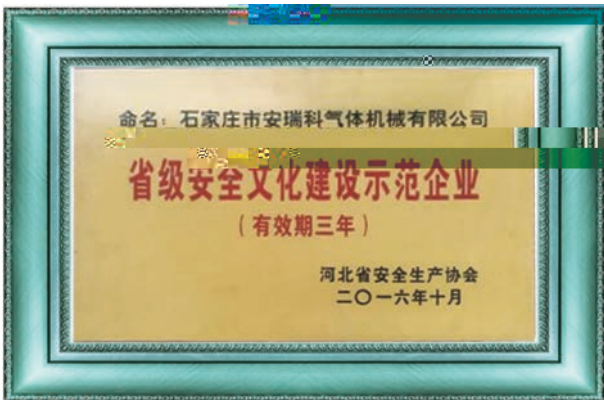 命名：石家庄市安瑞科气体机械有限公司
省级安全文化建设示范企业
（有效期三年）
河北省安全生产协会
二〇一六年十月